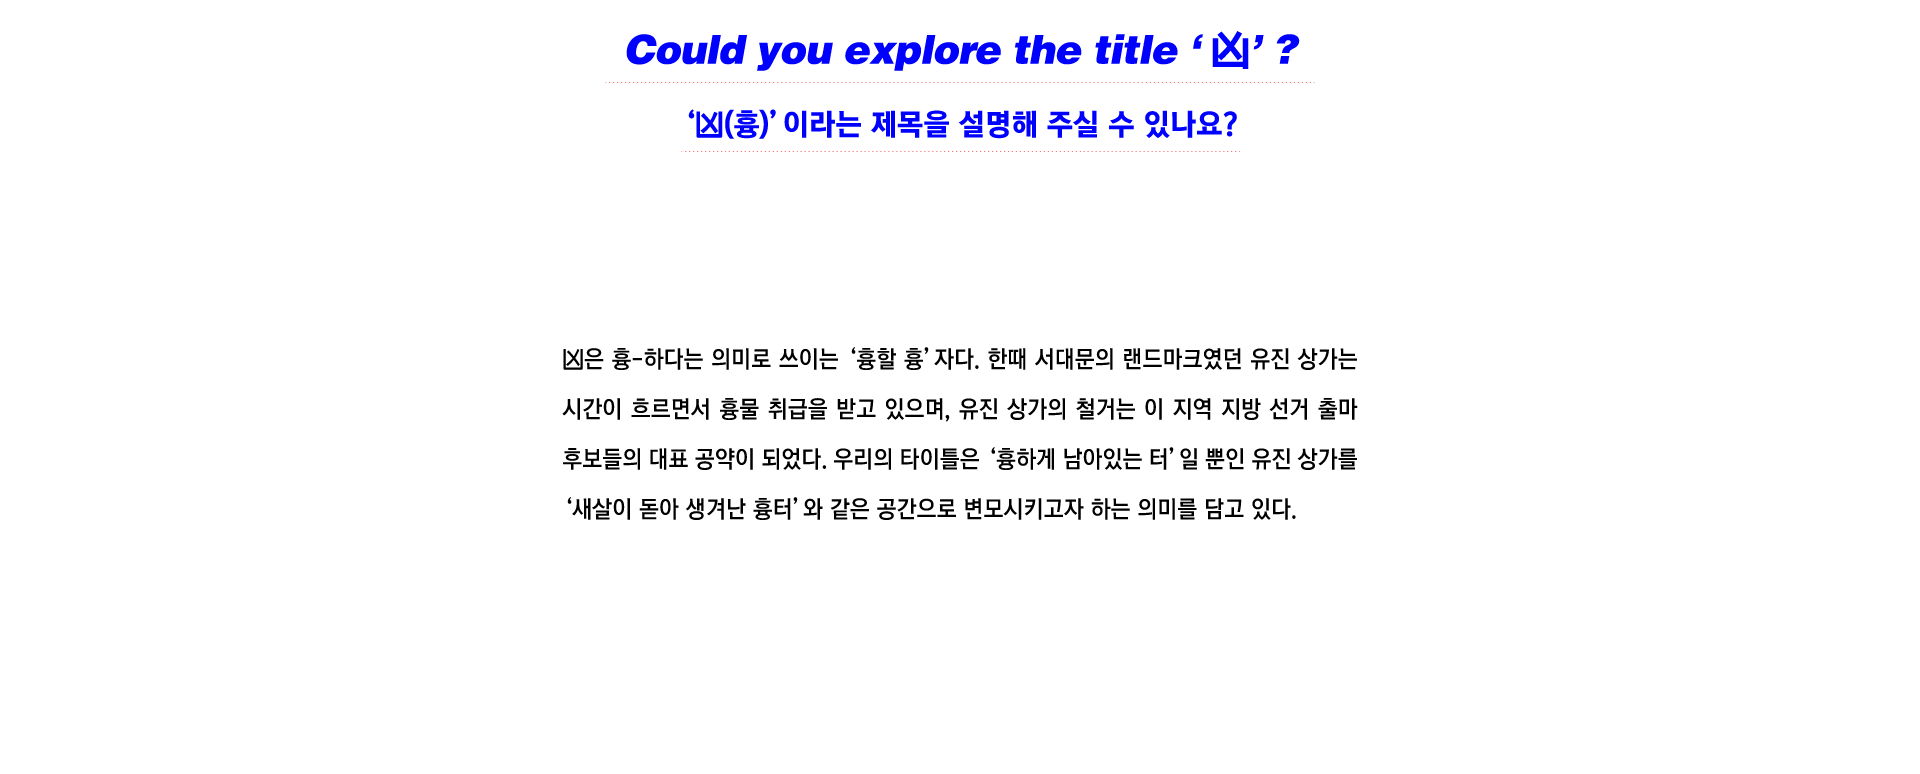 Could you explore the title ‘ 凶’ ?
‘凶(흉)’ 이라는 제목을 설명해 주실 수 있나요?
凶은 흉-하다는 의미로 쓰이는 ‘흉할 흉’ 자다. 한때 서대문의 랜드마크였던 유진 상가는
시간이 흐르면서 흉물 취급을 받고 있으며, 유진 상가의 철거는 이 지역 지방 선거 출마
후보들의 대표 공약이 되었다. 우리의 타이틀은 ‘흉하게 남아있는 터’ 일 뿐인 유진 상가를
‘새살이 돋아 생겨난 흉터’ 와 같은 공간으로 변모시키고자 하는 의미를 담고 있다.